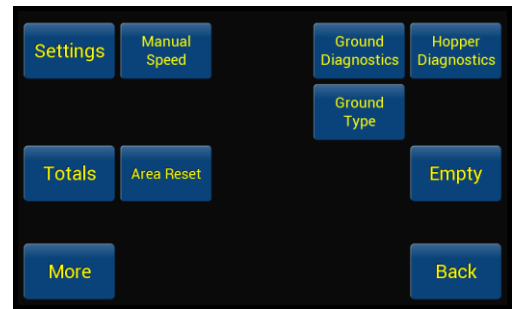 Settings
Manual
Speed
Ground
Diagnostics
Hopper
Diagnostics
Ground
Type
Totals
Area Reset
Empty
More
Back